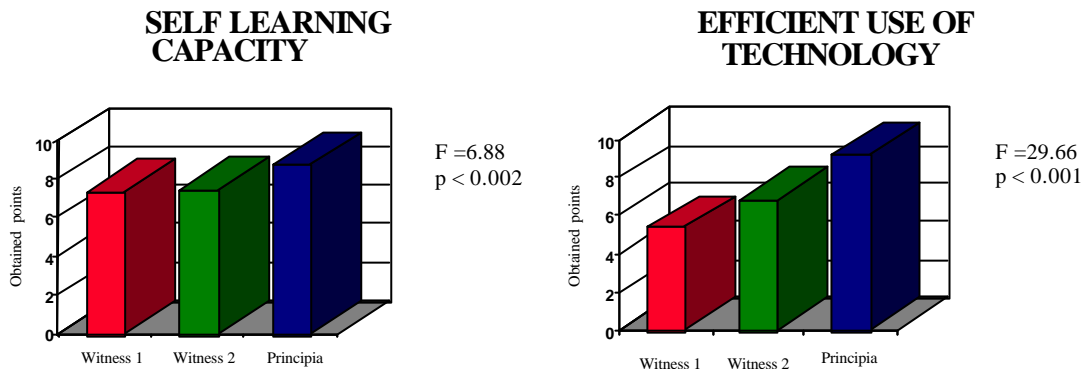 SELF LEARNING
CAPACITY
Obtained points
10
8
6
4
2
0
Witness 1 Witness 2 Principia
F =6.88
p < 0.002
EFFICIENT USE OF
TECHNOLOGY
Obtained points
10
8
6
4
2
0
Witness 1 Witness 2 Principia
F =29.66
p < 0.001